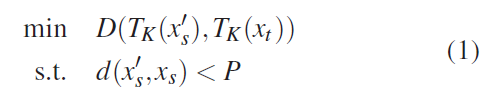 min D(T_K(x'_s), T_K(x_t))
s.t. d(x'_s, x_s) < P
(1)